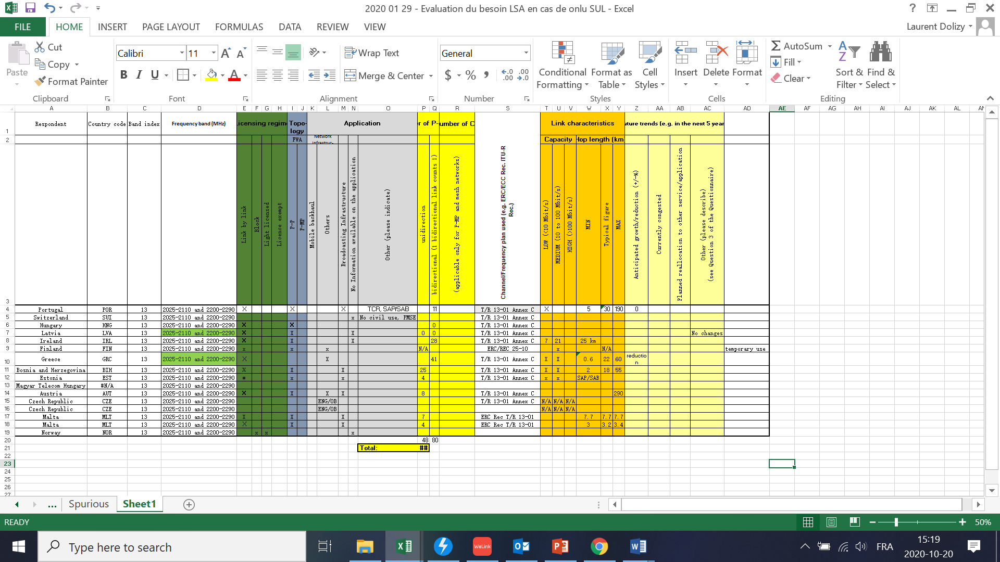 2020 01 29 - Evaluation du besoin LSA en cas de onlu SUL - Excel
FILE HOME INSERT PAGE LAYOUT FORMULAS DATA REVIEW VIEW Laurent Dolizy
Paste Cut Copy Format Painter Clipboard
Calibri 11 B I U Font
Wrap Text Merge & Center Alignment
General $ % Number
Conditional Formatting Format as Table Cell Styles Styles
Insert Delete Format Cells
AutoSum Fill Clear Sort & Filter Find & Select Editing
A B C D E F G H I J K L M N O P Q R S T U V W X Y Z AA AB AC AD AE AF AG AH AI AJ AK AL
1 Respondent Country code Band index Frequency band (MHz) Licensing regime Topo-logy Application r of P- umber of C Link characteristics uture trends (e.g. in the next 5 year
2 FWA Network Infrastruc- Capacity Hop length (km)
3 Link by link Block Light licensed Licence exempt P-P P-MP Mobile backhaul Others Broadcasting Infrastructure No Information available on the application Other (please indicate) unidirection bidirectional (1 bidirectional link counts 1) (applicable only for P-MP and mesh networks) Channel/Frequency plan used (e.g. ERC/ECC Rec. ITU-R Rec.) LOW (<10 Mbit/s) MEDIUM (10 to 100 Mbit/s) HIGH (>100 Mbit/s) MIN Typical figure MAX Anticipated growth/reduction (+/-%) Currently congested Planned reallocation to other service/application Other (please describe) (see Question 3 of the Questionnaire)
4 Portugal POR 13 2025-2110 and 2200-2290 X X X TCR, SAP/SAB 11 T/R 13-01 Annex C X 5 30 190 0
5 Switzerland SUI 13 2025-2110 and 2200-2290 x No civil use, PMSE T/R 13-01 Annex C
6 Hungary HNG 13 2025-2110 and 2200-2290 X X 0 T/R 13-01 Annex C
7 Latvia LVA 13 2025-2110 and 2200-2290 X X X 0 0 T/R 13-01 Annex C No changes
8 Ireland IRL 13 2025-2110 and 2200-2290 X X X 28 T/R 13-01 Annex C 7 21 25 km
9 Finland FIN 13 2025-2110 and 2200-2290 x x x N/A ERC/REC 25-10 x N/A temporary use
10 Greece GRC 13 2025-2110 and 2200-2290 X X 41 T/R 13-01 Annex C X X 0.6 22 60 reduction
11 Bosnia and Herzegovina BIH 13 2025-2110 and 2200-2290 X X X 25 T/R 13-01 Annex C X X 2 18 55
12 Estonia EST 13 2025-2110 and 2200-2290 x x x 4 T/R 13-01 Annex C x x SAP/SAB
13 Magyar Telecom Hungary #N/A 13 2025-2110 and 2200-2290
14 Austria AUT 13 2025-2110 and 2200-2290 X X X X 8 T/R 13-01 Annex C 290
15 Czech Republic CZE 13 2025-2110 and 2200-2290 ENG/OB T/R 13-01 Annex C N/A N/A N/A
16 Czech Republic CZE 13 2025-2110 and 2200-2290 ENG/OB N/A N/A N/A
17 Malta MLT 13 2025-2110 and 2200-2290 X X X 7 ERC Rec T/R 13-01 7.7 7.7 7.7
18 Malta MLT 13 2025-2110 and 2200-2290 X X X 4 ERC Rec T/R 13-01 3 3.2 3.4
19 Norway NOR 13 2025-2110 and 2200-2290 x x x
20 48 80
21 Total: ##
22
23
24
25
26
27
... Spurious Sheet1
READY 50%
Type here to search WeLink FRA 15:19
2020-10-20